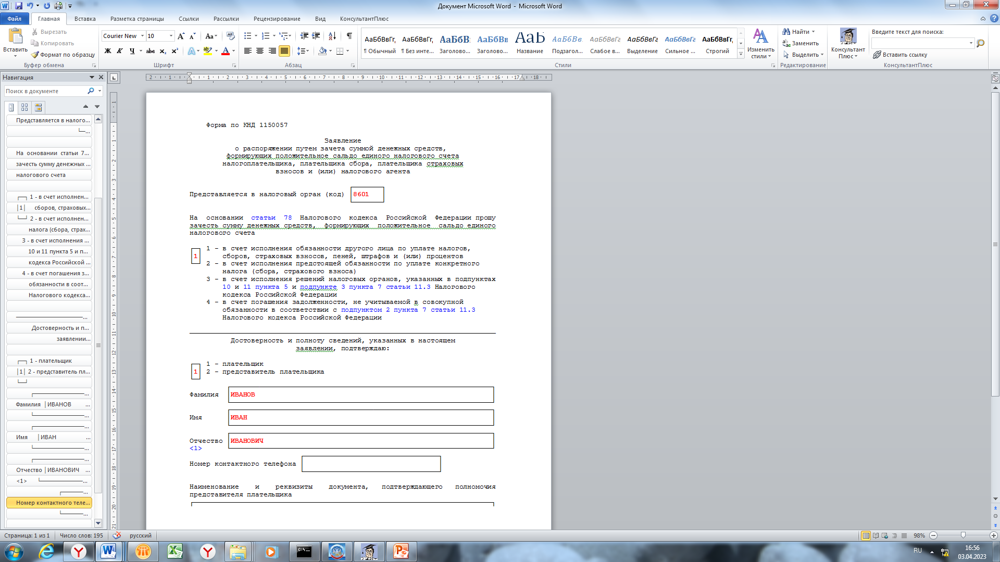 Документ Microsoft Word - Microsoft Word
Файл Главная Вставка Разметка страницы Ссылки Рассылки Рецензирование Вид КонсультантПлюс
Вставить
Вырезать
Копировать
Формат по образцу
Буфер обмена
Courier New 10
Шрифт
Абзац
АаБбВвГг, АаБбВвГг, АаБбВ АаБбВв АаБ АаБбВв. АаБбВвГг АаБбВвГг АаБбВвГг АаБбВвГг,
¶ Обычный ¶ Без инте... Заголово... Заголово... Название Подзагол... Слабое в... Выделение Сильное ... Строгий
Стили
Изменить стили
Найти
Заменить
Выделить
Редактирование
Консультант Плюс
Введите текст для поиска:
Вставить ссылку
КонсультантПлюс
Навигация
Поиск в документе
Представляется в налого...
На основании статьи 7...
зачесть сумму денежных ...
налогового счета
1 - в счет исполнен...
1 сборов, страховых...
2 - в счет исполнен...
налога (сбора, страх...
3 - в счет исполнения ...
10 и 11 пункта 5 и п...
кодекса Российской ...
4 - в счет погашения з...
обязанности в соот...
Налогового кодекса...
Достоверность и п...
заявлении...
1 - плательщик
1 2 - представитель пл...
Фамилия ИВАНОВ ...
Имя ИВАН
Отчество ИВАНОВИЧ ...
<1>
Номер контактного теле...
Форма по КНД 1150057
Заявление
о распоряжении путем зачета суммой денежных средств,
формирующих положительное сальдо единого налогового счета
налогоплательщика, плательщика сбора, плательщика страховых
взносов и (или) налогового агента
Представляется в налоговый орган (код) 8601
На основании статьи 78 Налогового кодекса Российской Федерации прошу
зачесть сумму денежных средств, формирующих положительное сальдо единого
налогового счета
1 - в счет исполнения обязанности другого лица по уплате налогов,
1 сборов, страховых взносов, пеней, штрафов и (или) процентов
2 - в счет исполнения предстоящей обязанности по уплате конкретного
налога (сбора, страхового взноса)
3 - в счет исполнения решений налоговых органов, указанных в подпунктах
10 и 11 пункта 5 и подпункте 3 пункта 7 статьи 11.3 Налогового
кодекса Российской Федерации
4 - в счет погашения задолженности, не учитываемой в совокупной
обязанности в соответствии с подпунктом 2 пункта 7 статьи 11.3
Налогового кодекса Российской Федерации
Достоверность и полноту сведений, указанных в настоящем
заявлении, подтверждаю:
1 - плательщик
1 2 - представитель плательщика
Фамилия ИВАНОВ
Имя ИВАН
Отчество ИВАНОВИЧ
<1>
Номер контактного телефона
Наименование и реквизиты документа, подтверждающего полномочия
представителя плательщика
Страница: 1 из 1 Число слов: 195 русский 98%
RU 16:56
03.04.2023